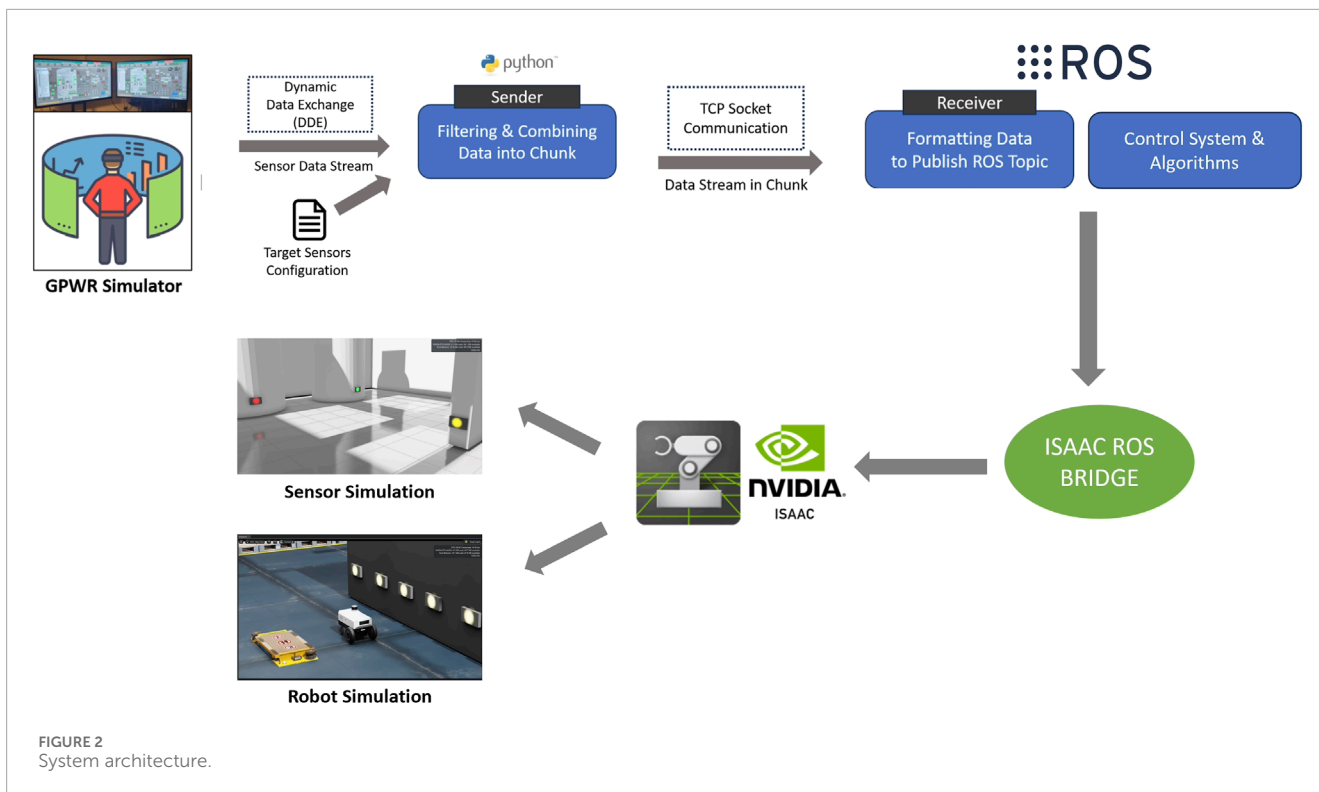 python
ROS
Dynamic
Data Exchange
(DDE)
Sender
TCP Socket
Communication
Receiver
Filtering & Combining
Data into Chunk
Formatting Data
to Publish ROS Topic
Control System &
Algorithms
Sensor Data Stream
Data Stream in Chunk
Target Sensors
Configuration
GPWR Simulator
ISAAC ROS
BRIDGE
NVIDIA.
ISAAC
Sensor Simulation
Robot Simulation
FIGURE 2
System architecture.